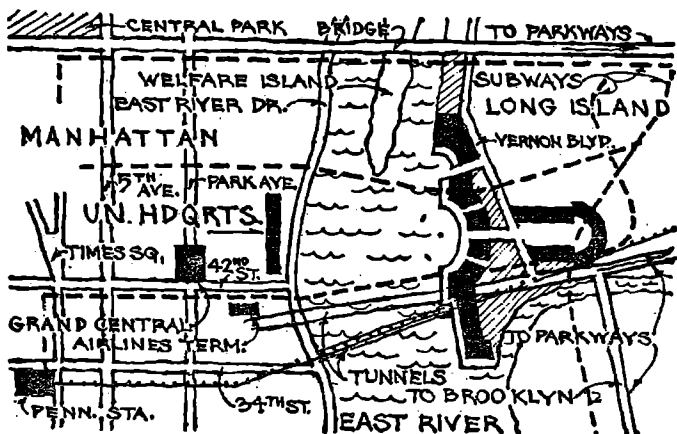 CENTRAL PARK
BRIDGE
TO PARKWAYS
WELFARE ISLAND
SUBWAYS
EAST RIVER DR.
LONG ISLAND
MANHATTAN
VERNON BLVD.
5TH AVE.
PARK AVE.
U.N. HDQRTS.
TIMES SQ.
42ND ST.
GRAND CENTRAL
AIRLINES TERM.
TO PARKWAYS
TUNNELS
TO BROOKLYN
PENN. STA.
34TH ST.
EAST RIVER